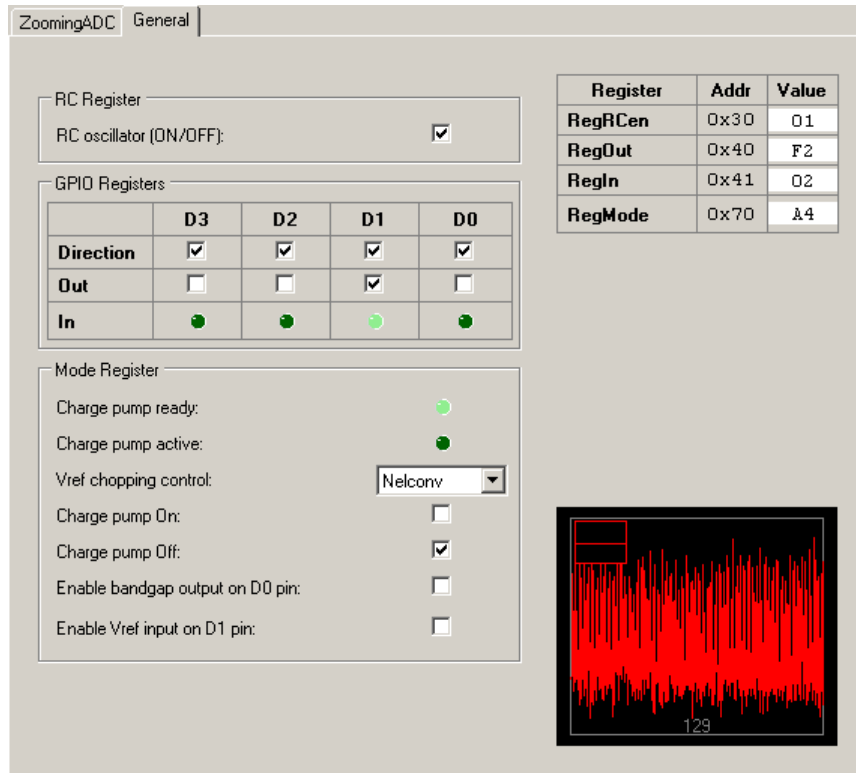 ZoomingADC General
RC Register
RC oscillator (ON/OFF):
GPIO Registers
D3 D2 D1 D0
Direction
Out
In
Mode Register
Charge pump ready:
Charge pump active:
Vref chopping control: Nelconv
Charge pump On:
Charge pump Off:
Enable bandgap output on D0 pin:
Enable Vref input on D1 pin:
Register Addr Value
RegRCen 0x30 01
RegOut 0x40 F2
RegIn 0x41 02
RegMode 0x70 A4
129